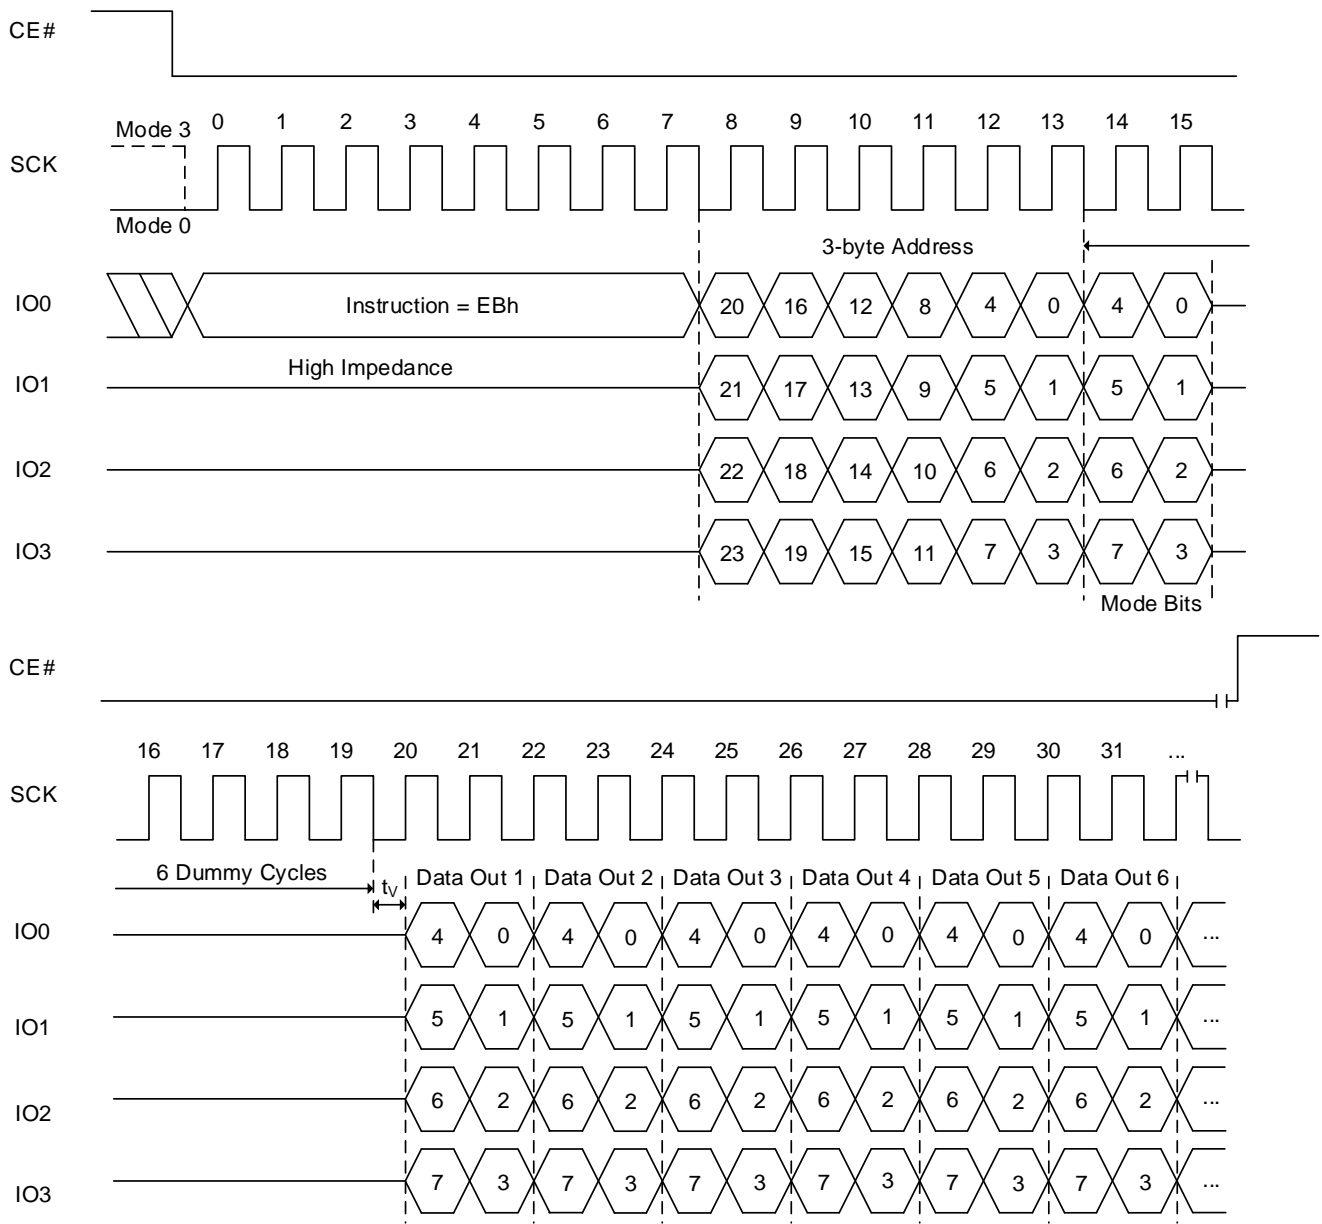 CE#
Mode 3 0 1 2 3 4 5 6 7 8 9 10 11 12 13 14 15
SCK
Mode 0
3-byte Address
IO0 Instruction = EBh 20 16 12 8 4 0 4 0
High Impedance
IO1 21 17 13 9 5 1 5 1
IO2 22 18 14 10 6 2 6 2
IO3 23 19 15 11 7 3 7 3
Mode Bits
CE#
16 17 18 19 20 21 22 23 24 25 26 27 28 29 30 31 ...
SCK
6 Dummy Cycles tV Data Out 1 Data Out 2 Data Out 3 Data Out 4 Data Out 5 Data Out 6
IO0 4 0 4 0 4 0 4 0 4 0 4 0 ...
IO1 5 1 5 1 5 1 5 1 5 1 5 1 ...
IO2 6 2 6 2 6 2 6 2 6 2 6 2 ...
IO3 7 3 7 3 7 3 7 3 7 3 7 3 ...